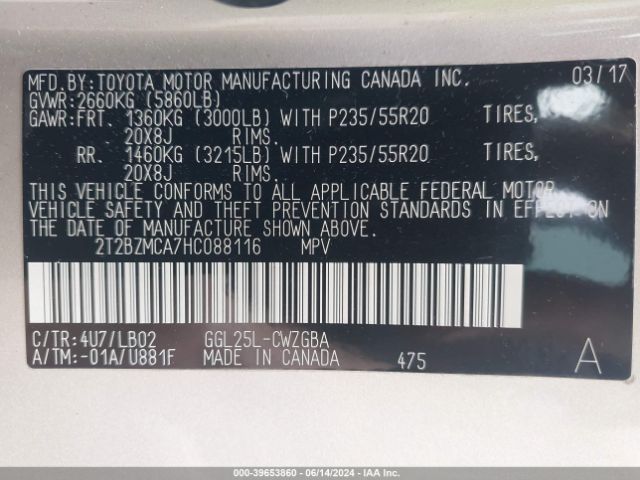 MFD.BY:TOYOTA MOTOR MANUFACTURING CANADA INC. 03/17
GVWR:2660KG (5860LB)
GAWR:FRT. 1360KG (3000LB) WITH P235/55R20 TIRES,
20X8J RIMS.
RR. 1460KG (3215LB) WITH P235/55R20 TIRES,
20X8J RIMS.
THIS VEHICLE CONFORMS TO ALL APPLICABLE FEDERAL MOTOR
VEHICLE SAFETY AND THEFT PREVENTION STANDARDS IN EFFECT ON
THE DATE OF MANUFACTURE SHOWN ABOVE.
2T2BZMCA7HC088116 MPV
C/TR:4U7/LB02 GGL25L-CWZGBA
A/TM:-01A/U881F MADE IN CANADA 475 A
000-39653860 - 06/14/2024 - IAA Inc.